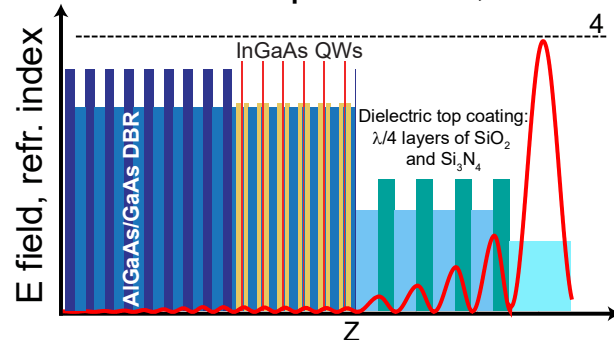 4
InGaAs QWs
Dielectric top coating:
λ/4 layers of SiO₂
and Si₃N₄
AlGaAs/GaAs DBR
E field, refr. index
Z